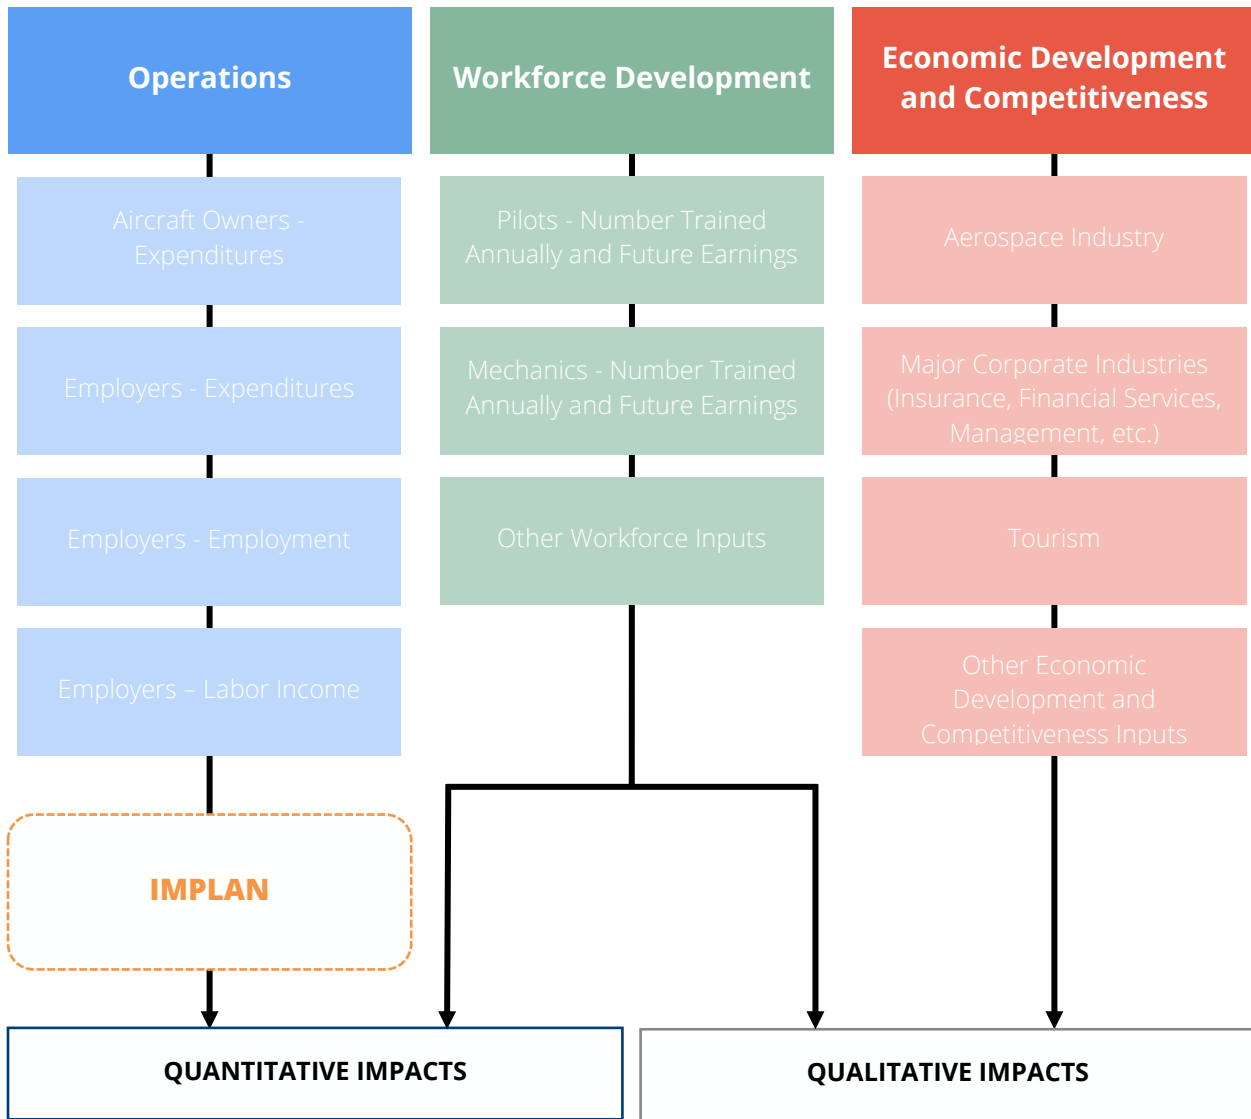 Operations
Workforce Development
Economic Development
and Competitiveness
Aircraft Owners -
Expenditures
Pilots - Number Trained
Annually and Future Earnings
Aerospace Industry
Employers - Expenditures
Mechanics - Number Trained
Annually and Future Earnings
Major Corporate Industries
(Insurance, Financial Services,
Management, etc.)
Employers - Employment
Other Workforce Inputs
Tourism
Employers – Labor Income
Other Economic
Development and
Competitiveness Inputs
IMPLAN
QUANTITATIVE IMPACTS
QUALITATIVE IMPACTS